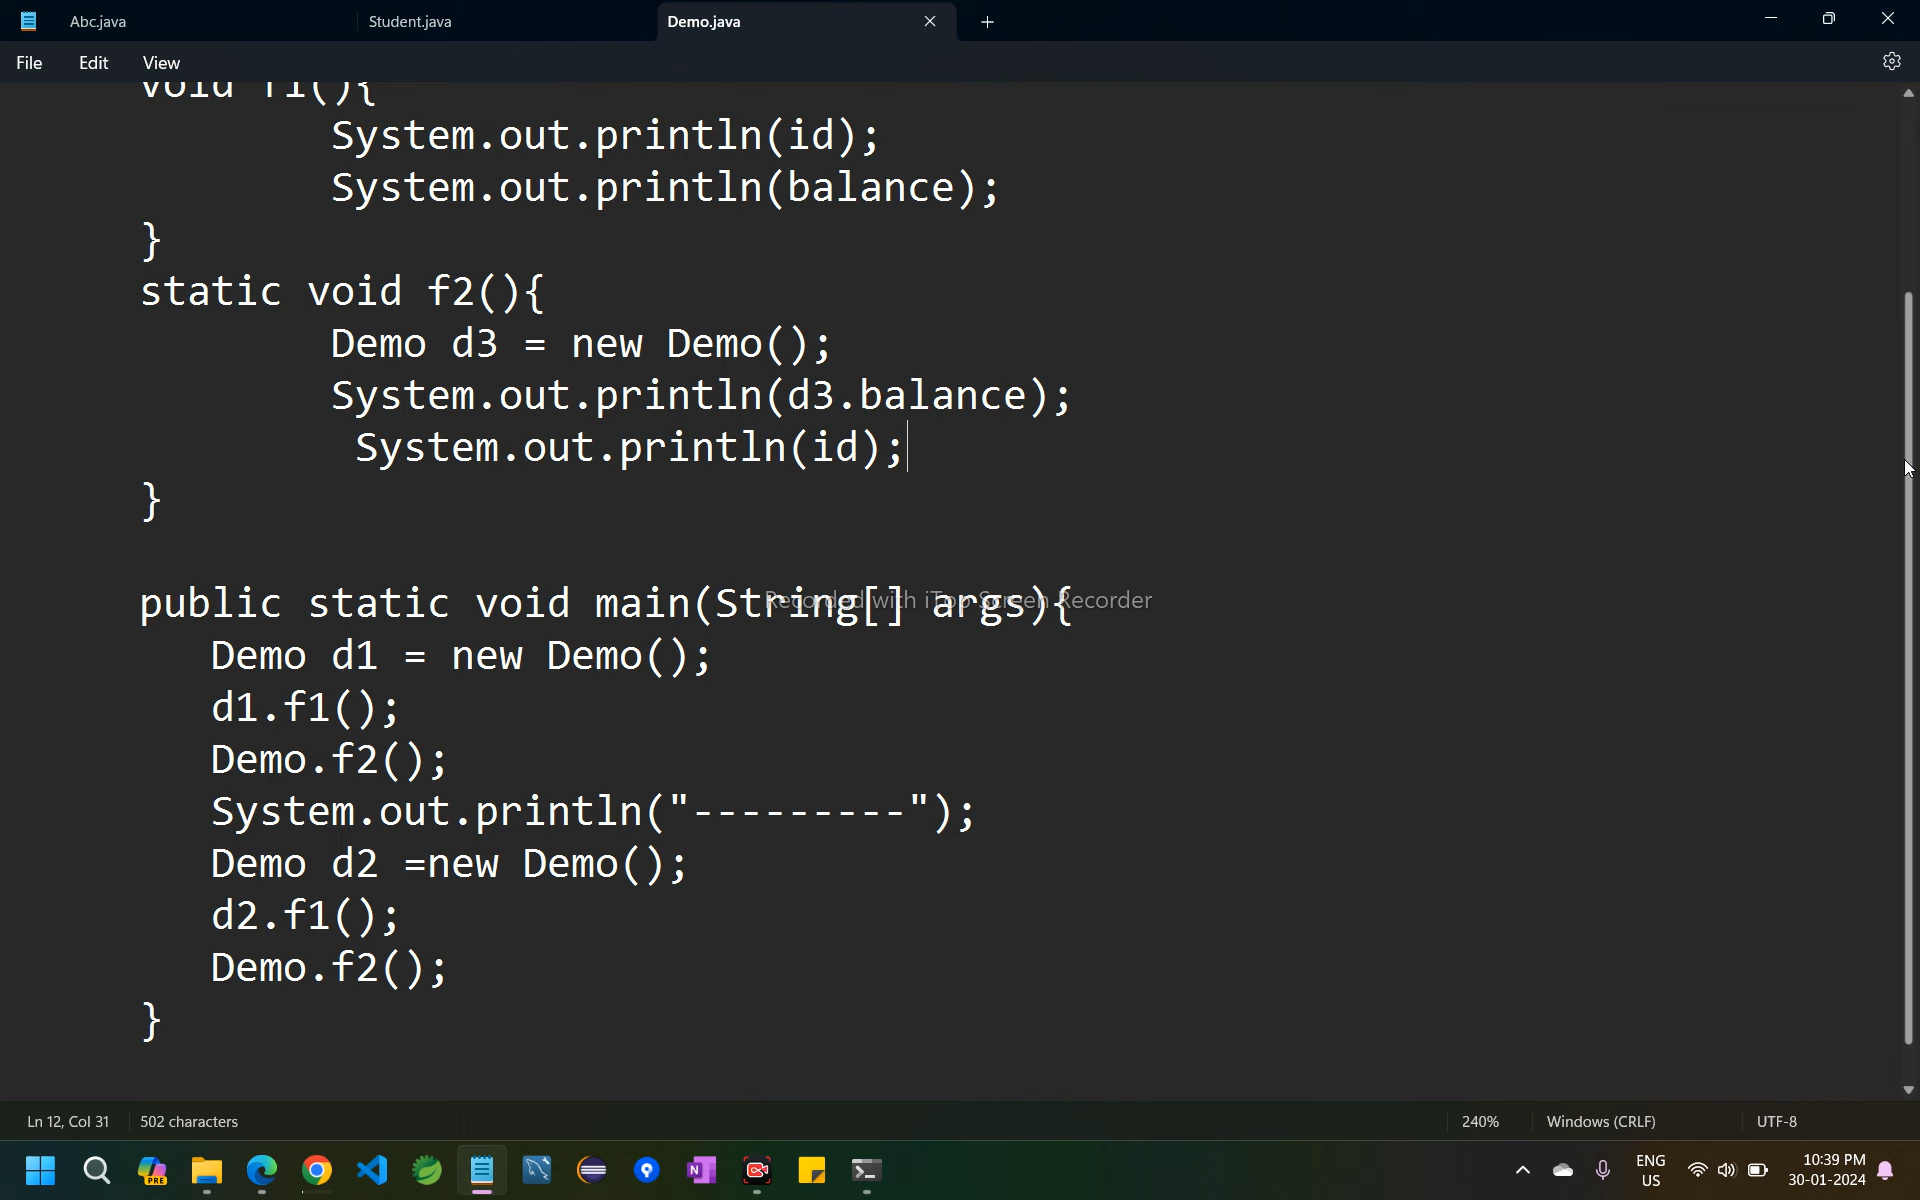 Abc.java
Student.java
Demo.java
File Edit View
void f1(){
System.out.println(id);
System.out.println(balance);
}
static void f2(){
Demo d3 = new Demo();
System.out.println(d3.balance);
System.out.println(id);
}
public static void main(String[] args){
Recorded with iTop Screen Recorder
Demo d1 = new Demo();
d1.f1();
Demo.f2();
System.out.println("---------");
Demo d2 =new Demo();
d2.f1();
Demo.f2();
}
Ln 12, Col 31 502 characters 240% Windows (CRLF) UTF-8
PRE
N
ENG
US
10:39 PM
30-01-2024